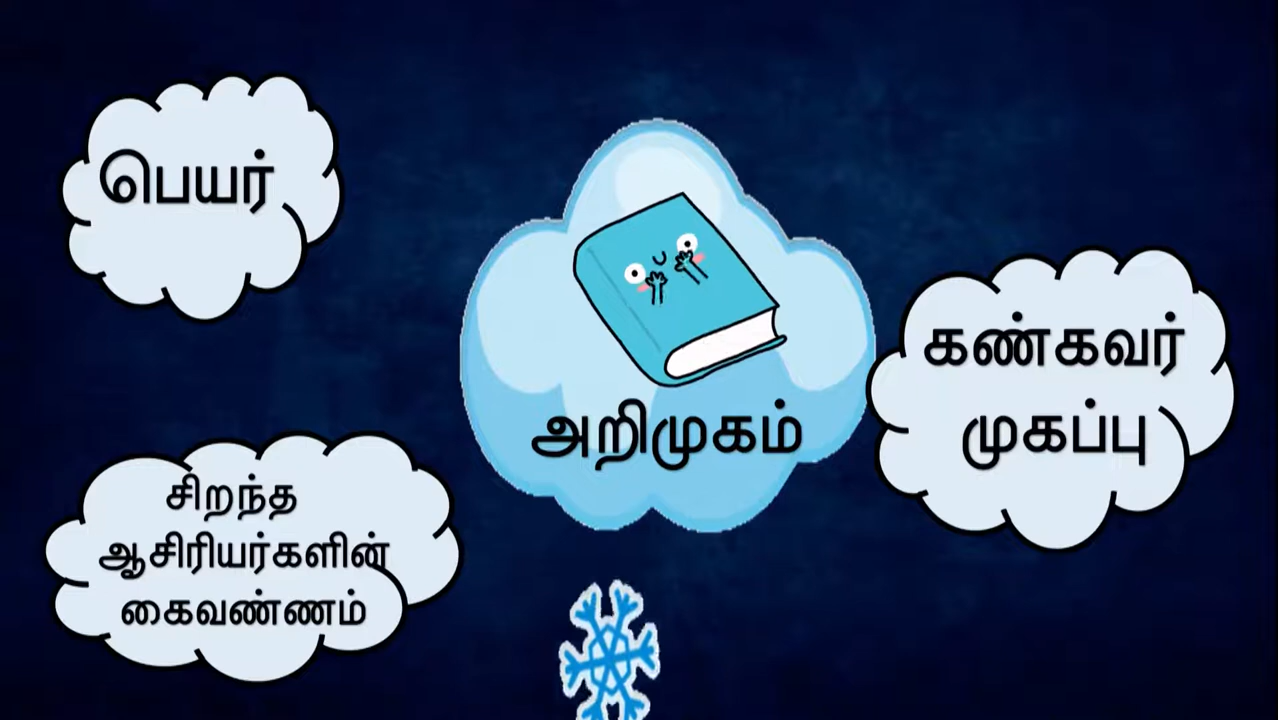 பெயர்
அறிமுகம்
கண்கவர்
முகப்பு
சிறந்த
ஆசிரியர்களின்
கைவண்ணம்